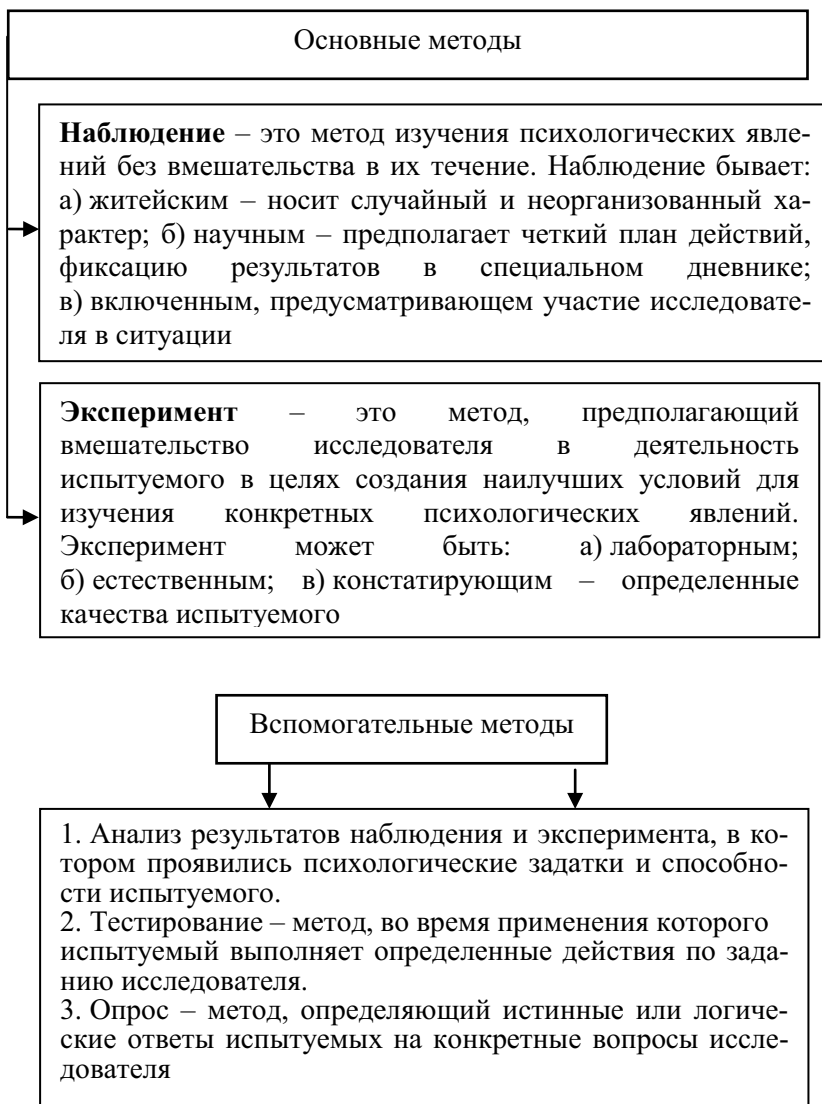 Основные методы
Наблюдение – это метод изучения психологических явле-
ний без вмешательства в их течение. Наблюдение бывает:
а) житейским – носит случайный и неорганизованный ха-
рактер; б) научным – предполагает четкий план действий,
фиксацию результатов в специальном дневнике;
в) включенным, предусматривающем участие исследовате-
ля в ситуации
Эксперимент – это метод, предполагающий
вмешательство исследователя в деятельность
испытуемого в целях создания наилучших условий для
изучения конкретных психологических явлений.
Эксперимент может быть: а) лабораторным;
б) естественным; в) констатирующим – определенные
качества испытуемого
Вспомогательные методы
1. Анализ результатов наблюдения и эксперимента, в ко-
тором проявились психологические задатки и способно-
сти испытуемого.
2. Тестирование – метод, во время применения которого
испытуемый выполняет определенные действия по зада-
нию исследователя.
3. Опрос – метод, определяющий истинные или логиче-
ские ответы испытуемых на конкретные вопросы иссле-
дователя